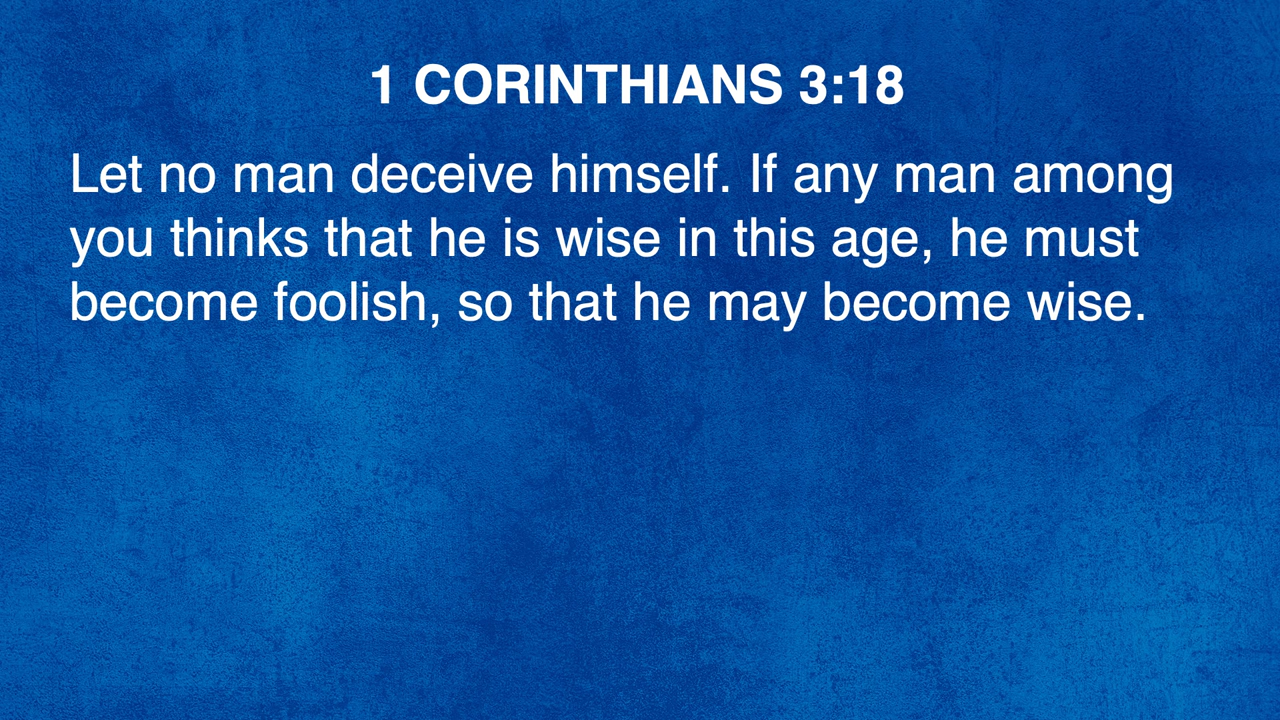 1 CORINTHIANS 3:18
Let no man deceive himself. If any man among
you thinks that he is wise in this age, he must
become foolish, so that he may become wise.